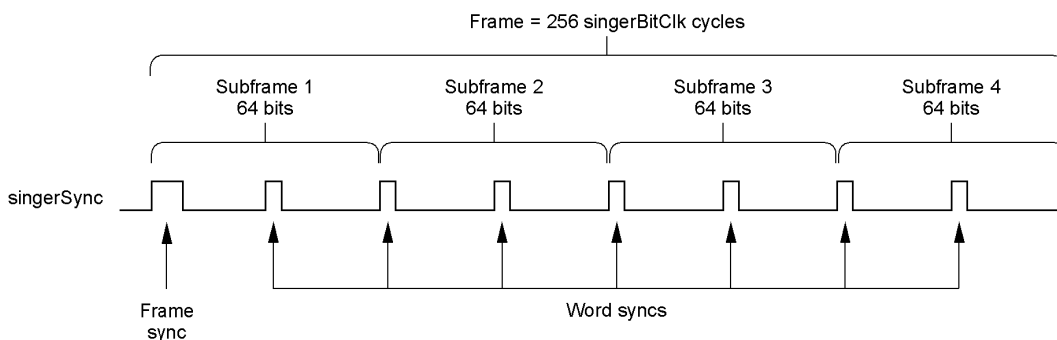 Frame = 256 singerBitClk cycles
Subframe 1
64 bits
Subframe 2
64 bits
Subframe 3
64 bits
Subframe 4
64 bits
singerSync
Frame
sync
Word syncs